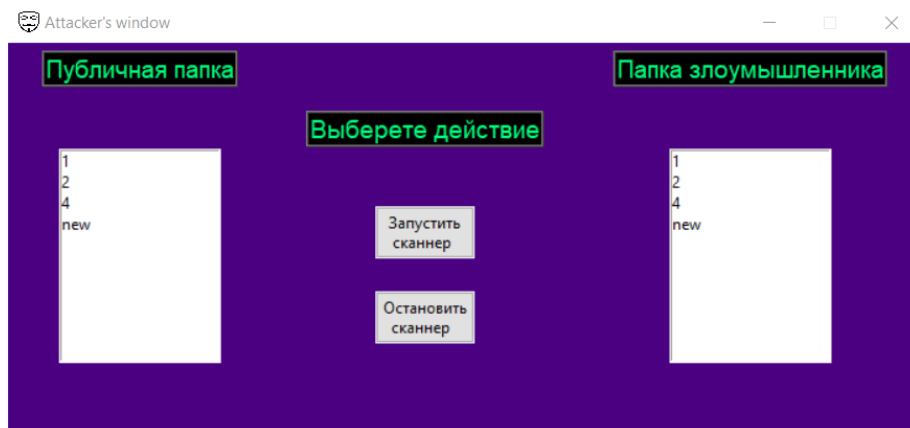 Attacker's window
Публичная папка
Папка злоумышленника
Выберете действие
1
2
4
new
Запустить
сканнер
Остановить
сканнер
1
2
4
new